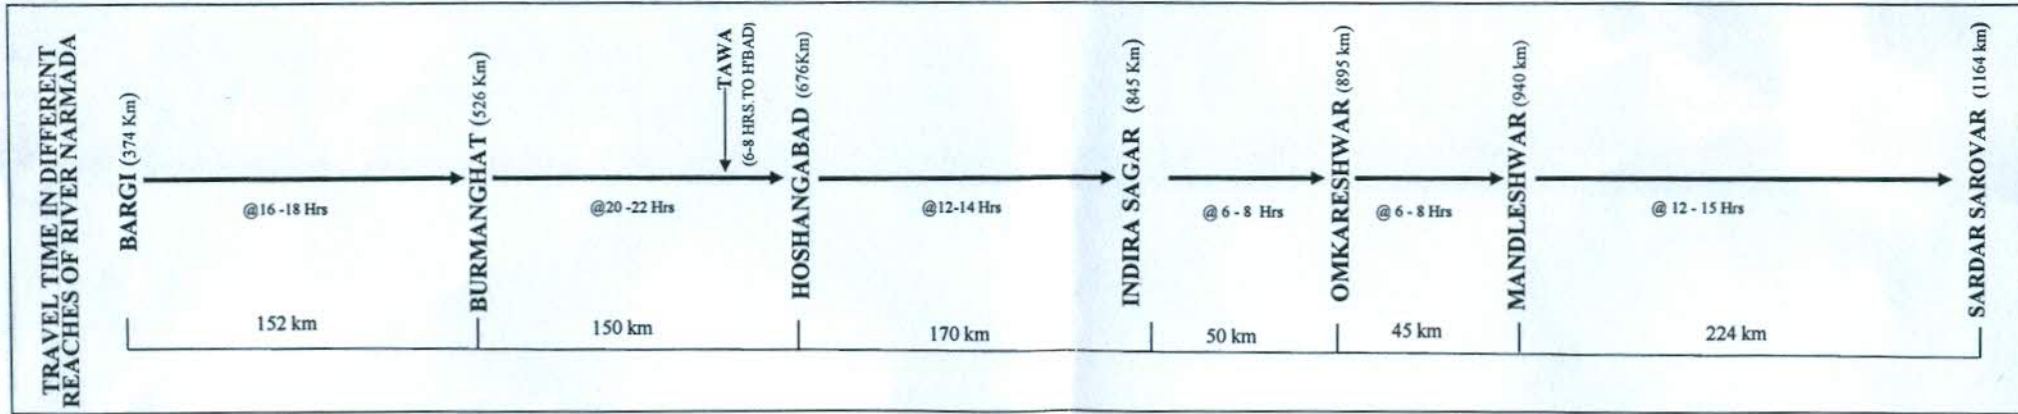 TRAVEL TIME IN DIFFERENT
REACHES OF RIVER NARMADA
BARGI (374 Km)
@16 -18 Hrs
152 km
BURMANGHAT (526 Km)
@20 -22 Hrs
150 km
TAWA
(6-8 HRS.TO H'BAD)
HOSHANGABAD (676Km)
@12-14 Hrs
170 km
INDIRA SAGAR (845 Km)
@ 6 - 8 Hrs
50 km
OMKARESHWAR (895 km)
@ 6 - 8 Hrs
45 km
MANDLESHWAR (940 km)
@ 12 - 15 Hrs
224 km
SARDAR SAROVAR (1164 km)